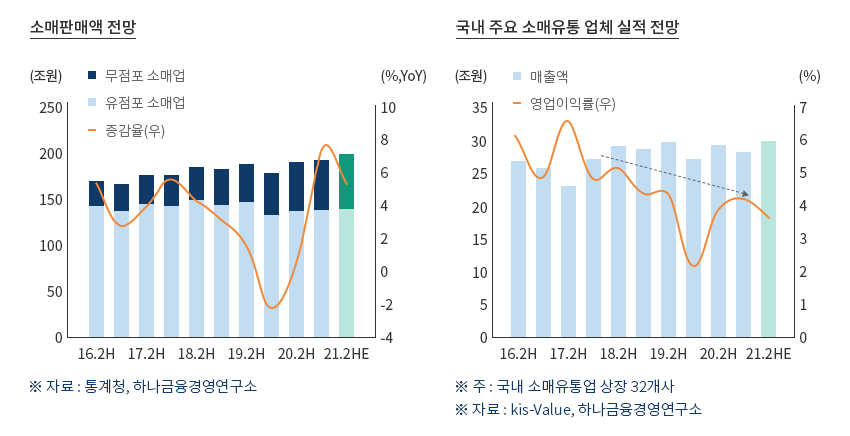 소매판매액 전망
(조원)
(%,YoY)
무점포 소매업
유점포 소매업
증감율(우)
250
200
150
100
50
0
10
8
6
4
2
0
-2
-4
16.2H 17.2H 18.2H 19.2H 20.2H 21.2HE
※ 자료 : 통계청, 하나금융경영연구소
국내 주요 소매유통 업체 실적 전망
(조원)
(%)
매출액
영업이익률(우)
35
30
25
20
15
10
5
0
7
6
5
4
3
2
1
0
16.2H 17.2H 18.2H 19.2H 20.2H 21.2HE
※ 주 : 국내 소매유통업 상장 32개사
※ 자료 : kis-Value, 하나금융경영연구소